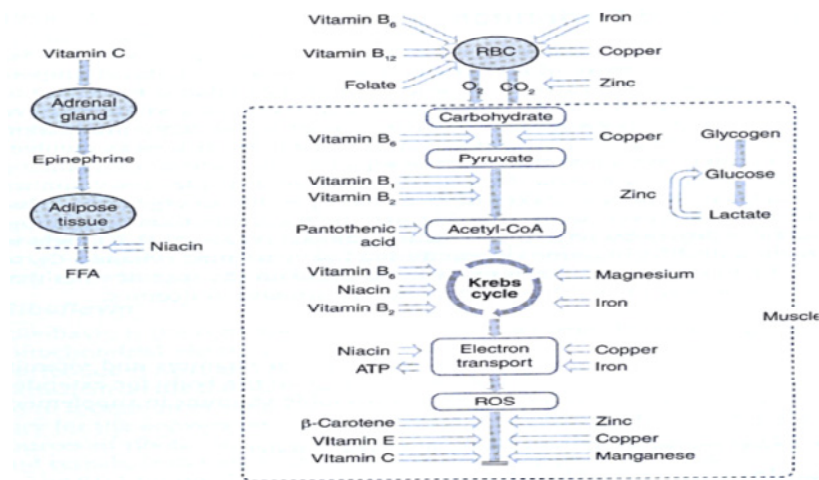 Vitamin C
Adrenal
gland
Epinephrine
Adipose
tissue
Niacin
FFA
Vitamin B6
Vitamin B12
Folate
RBC
Iron
Copper
Zinc
O2
CO2
Carbohydrate
Vitamin B6
Copper
Pyruvate
Vitamin B1
Vitamin B2
Pantothenic
acid
Acetyl-CoA
Vitamin B6
Niacin
Vitamin B2
Krebs
cycle
Magnesium
Iron
Niacin
ATP
Electron
transport
Copper
Iron
ROS
β-Carotene
VItamin E
VItamin C
Zinc
Copper
Manganese
Glycogen
Glucose
Zinc
Lactate
Muscle